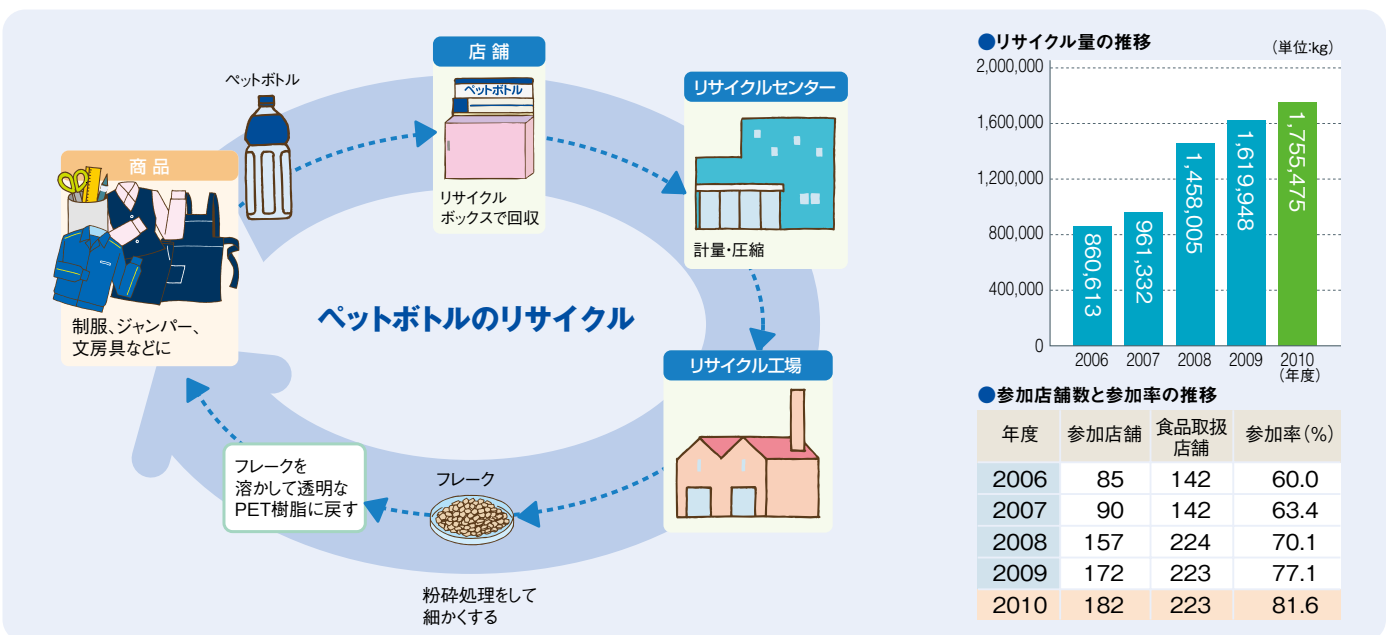 ペットボトル
店舗
ペットボトル
リサイクル
ボックスで回収
リサイクルセンター
計量・圧縮
リサイクル工場
フレーク
粉砕処理をして
細かくする
フレークを
溶かして透明な
PET樹脂に戻す
商品
制服、ジャンパー、
文房具などに
ペットボトルのリサイクル
●リサイクル量の推移
(単位:kg)
2,000,000
1,600,000
1,200,000
800,000
400,000
0
860,613
961,332
1,458,005
1,619,948
1,755,475
2006 2007 2008 2009 2010
(年度)
●参加店舗数と参加率の推移
年度 参加店舗 食品取扱店舗 参加率(%)
2006 85 142 60.0
2007 90 142 63.4
2008 157 224 70.1
2009 172 223 77.1
2010 182 223 81.6